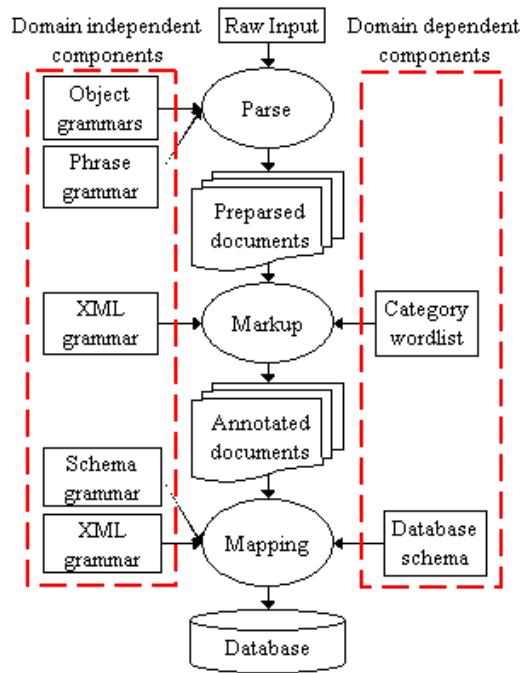 Domain independent
components
Raw Input
Domain dependent
components
Object
grammars
Parse
Phrase
grammar
Preparsed
documents
XML
grammar
Markup
Category
wordlist
Annotated
documents
Schema
grammar
XML
grammar
Mapping
Database
schema
Database